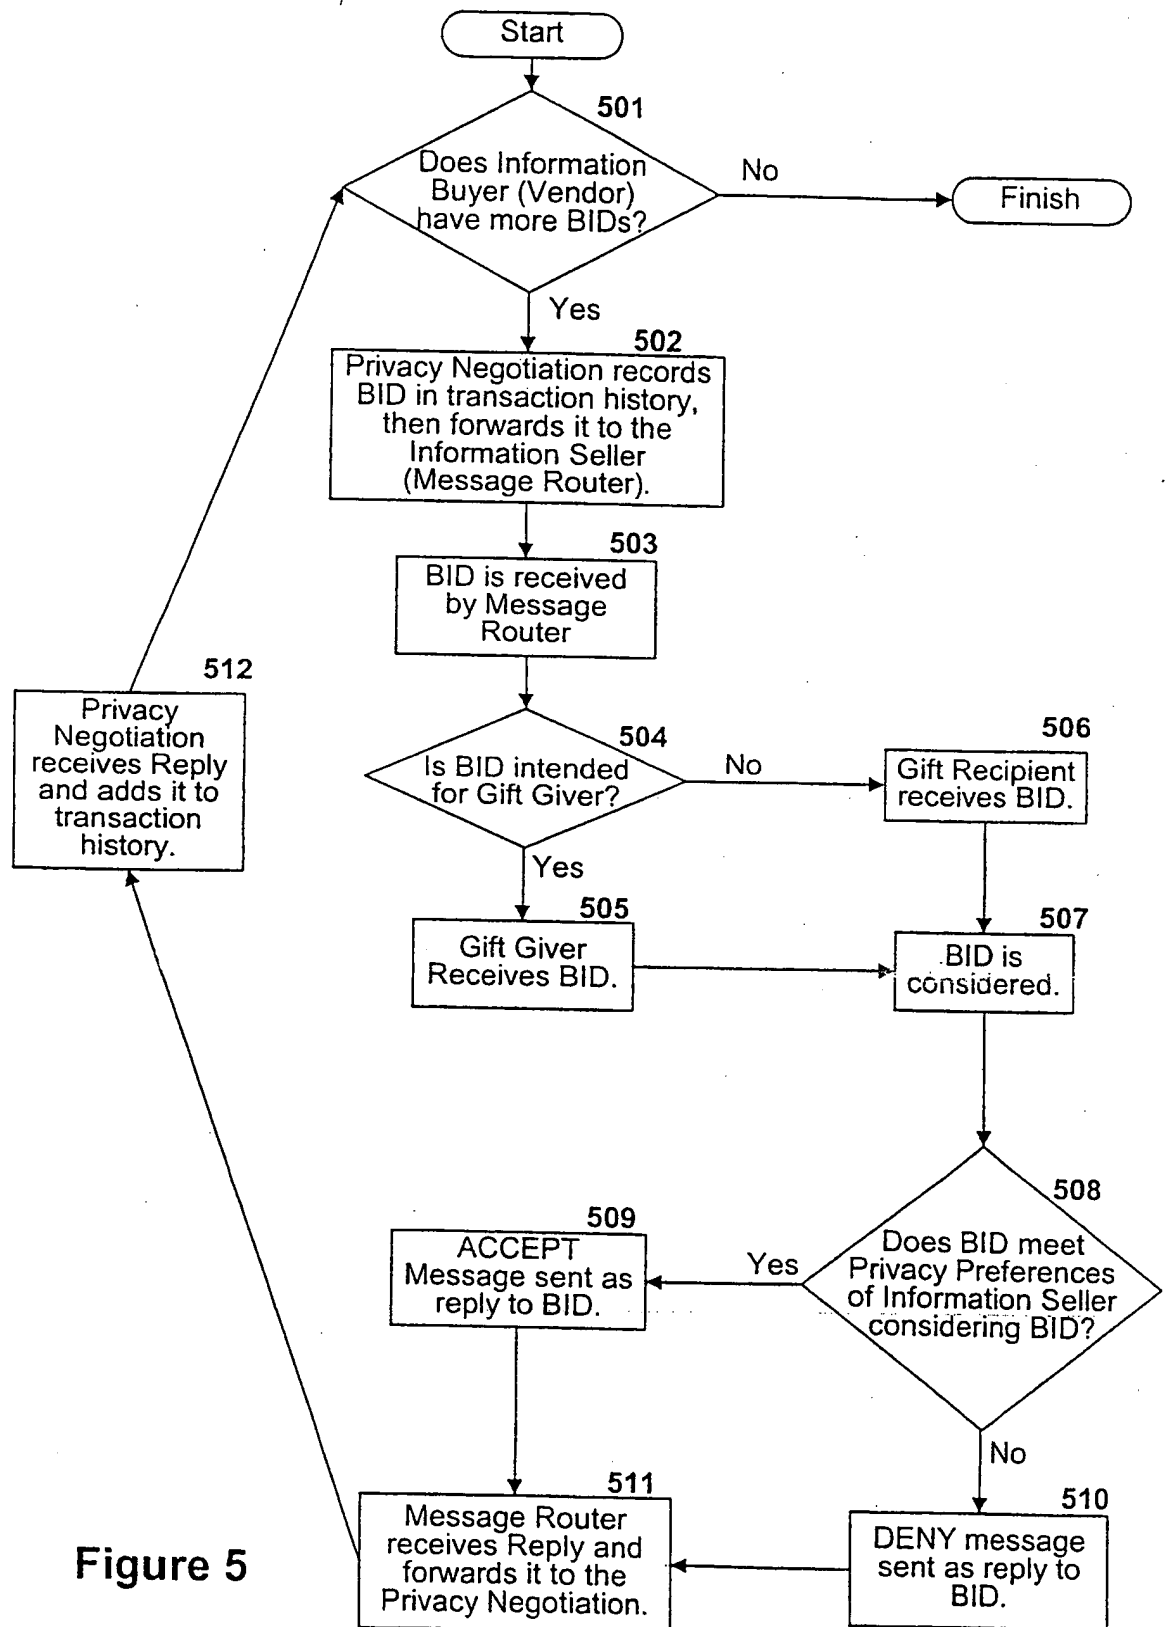 Start
501
Does Information
Buyer (Vendor)
have more BIDs?
No
Finish
Yes
502
Privacy Negotiation records
BID in transaction history,
then forwards it to the
Information Seller
(Message Router).
503
BID is received
by Message
Router
512
Privacy
Negotiation
receives Reply
and adds it to
transaction
history.
504
Is BID intended
for Gift Giver?
No
506
Gift Recipient
receives BID.
Yes
505
Gift Giver
Receives BID.
507
BID is
considered.
508
Does BID meet
Privacy Preferences
of Information Seller
considering BID?
Yes
509
ACCEPT
Message sent as
reply to BID.
No
510
DENY message
sent as reply to
BID.
511
Message Router
receives Reply and
forwards it to the
Privacy Negotiation.
Figure 5